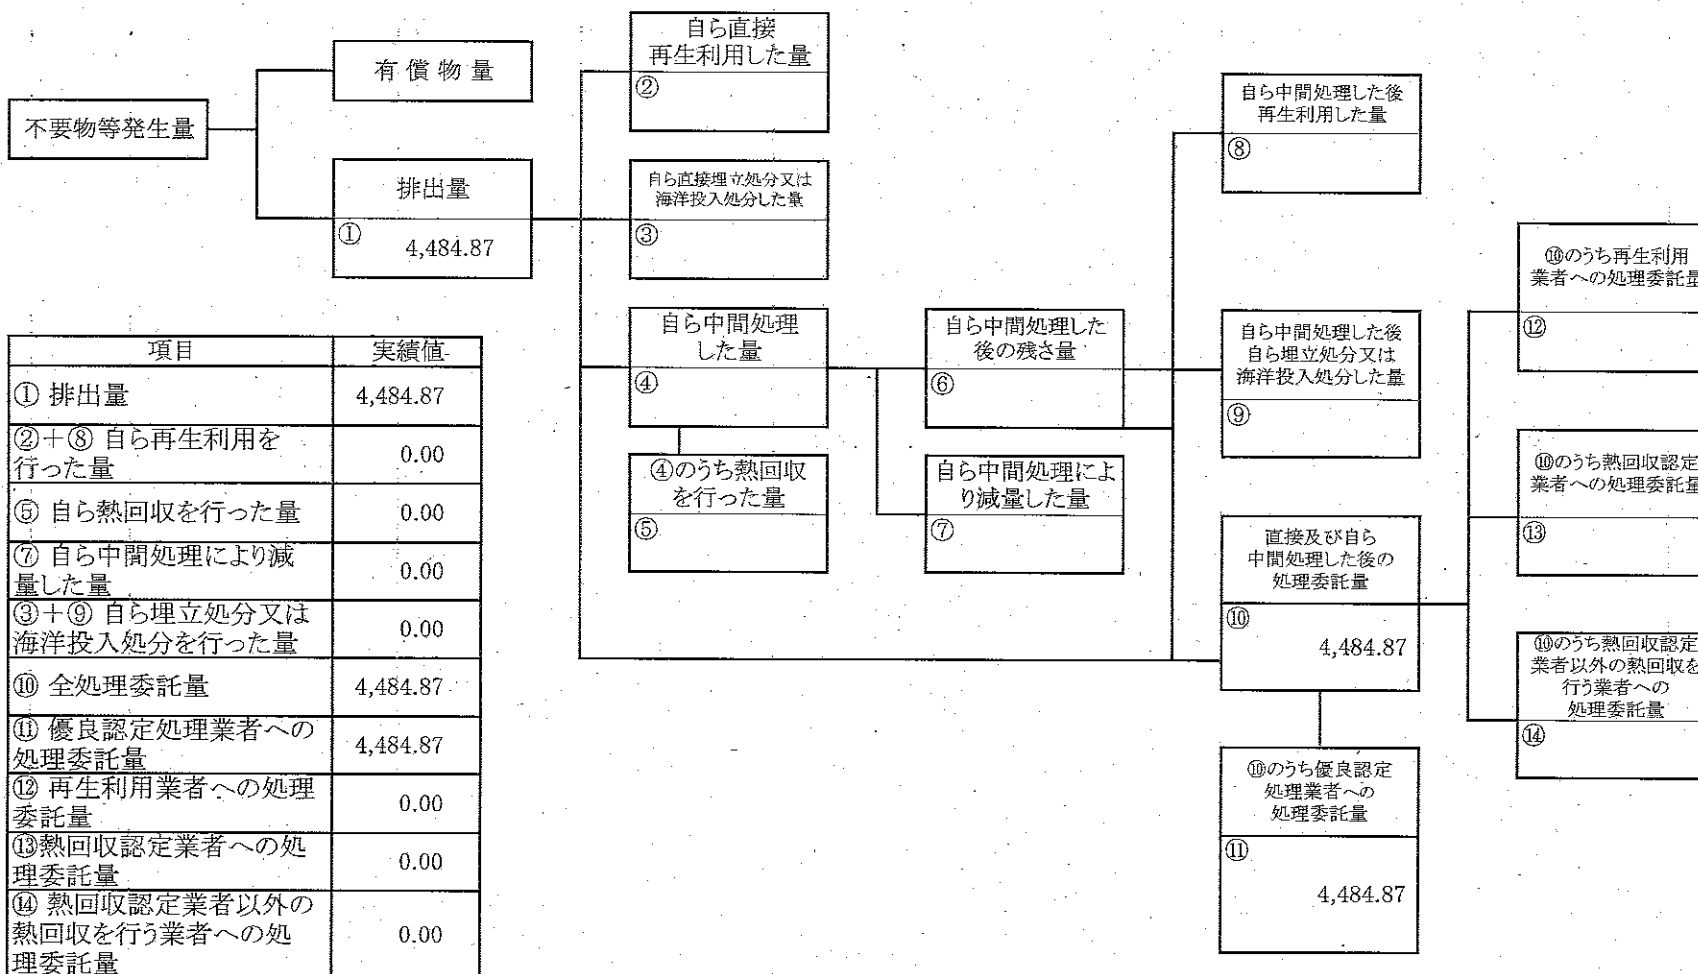 不要物等発生量
有償物量
排出量
① 4,484.87
自ら直接
再生利用した量
②
自ら直接埋立処分又は
海洋投入処分した量
③
自ら中間処理
した量
④
④のうち熱回収
を行った量
⑤
自ら中間処理した
後の残さ量
⑥
自ら中間処理によ
り減量した量
⑦
自ら中間処理した後
再生利用した量
⑧
自ら中間処理した後
自ら埋立処分又は
海洋投入処分した量
⑨
直接及び自ら
中間処理した後の
処理委託量
⑩
4,484.87
⑩のうち優良認定
処理業者への
処理委託量
⑪
4,484.87
⑩のうち再生利用
業者への処理委託量
⑫
⑩のうち熱回収認定
業者への処理委託量
⑬
⑩のうち熱回収認定
業者以外の熱回収を
行う業者への
処理委託量
⑭
項目 実績値
① 排出量 4,484.87
②+⑧ 自ら再生利用を
行った量 0.00
⑤ 自ら熱回収を行った量 0.00
⑦ 自ら中間処理により減
量した量 0.00
③+⑨ 自ら埋立処分又は
海洋投入処分を行った量 0.00
⑩ 全処理委託量 4,484.87
⑪ 優良認定処理業者への
処理委託量 4,484.87
⑫ 再生利用業者への処理
委託量 0.00
⑬熱回収認定業者への処
理委託量 0.00
⑭ 熱回収認定業者以外の
熱回収を行う業者への処
理委託量 0.00